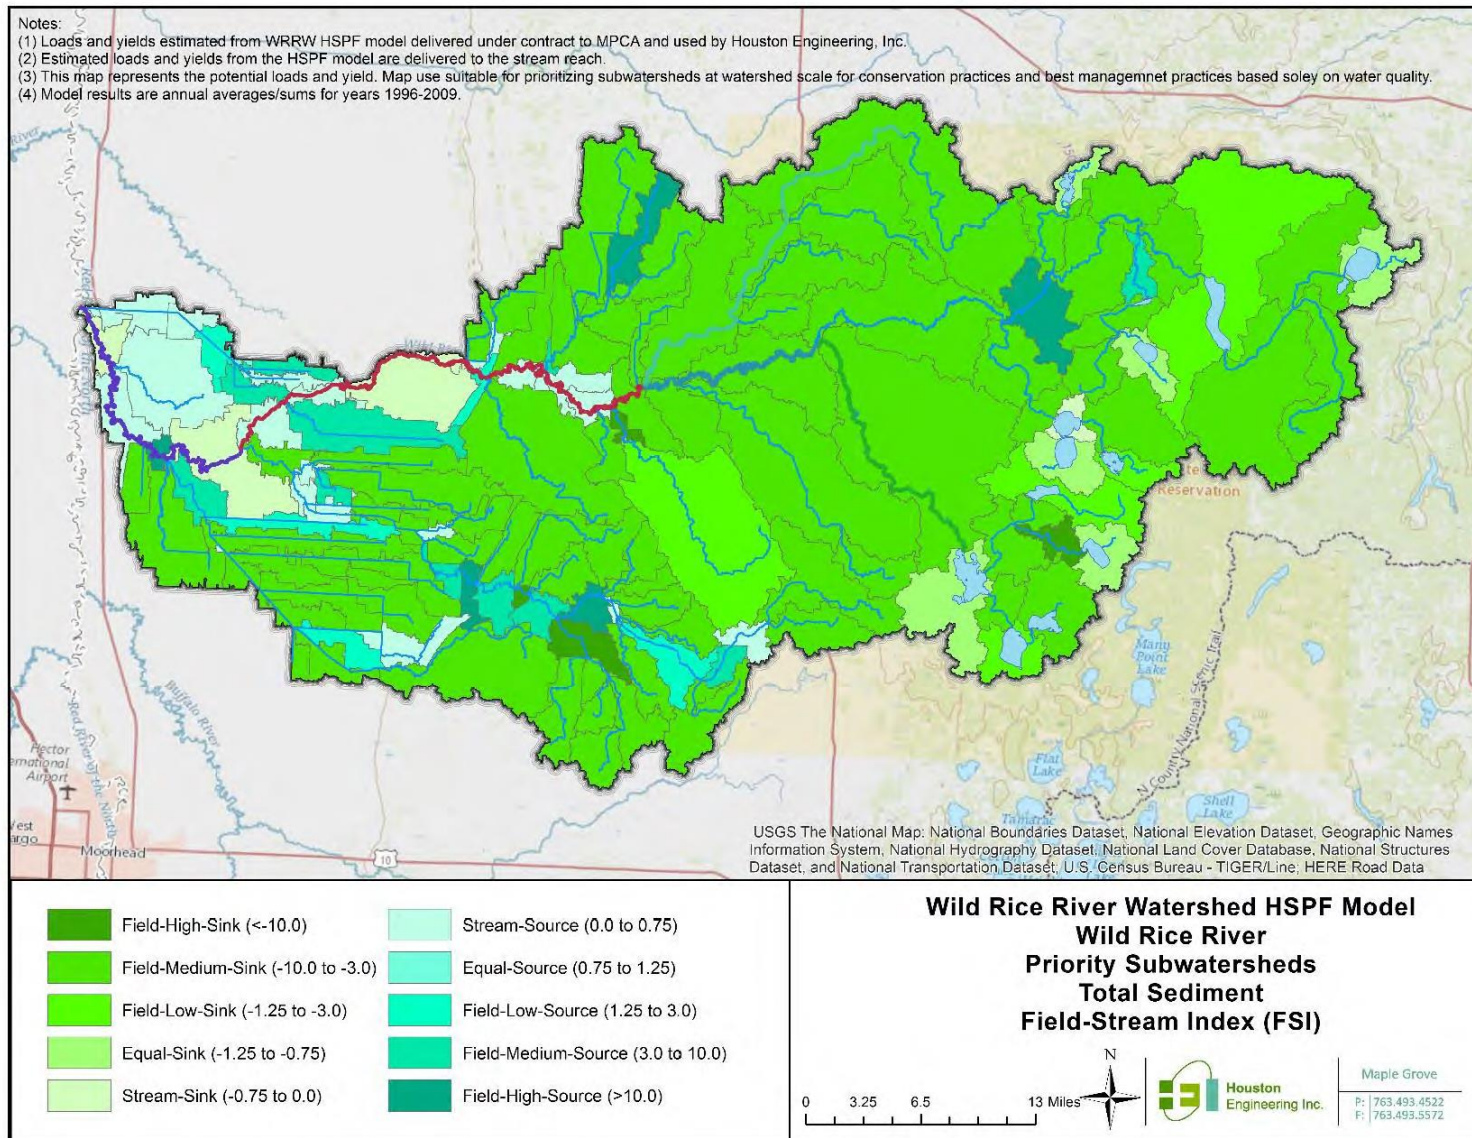 Notes:
(1) Loads and yields estimated from WRRW HSPF model delivered under contract to MPCA and used by Houston Engineering, Inc.
(2) Estimated loads and yields from the HSPF model are delivered to the stream reach.
(3) This map represents the potential loads and yield. Map use suitable for prioritizing subwatersheds at watershed scale for conservation practices and best managemnet practices based soley on water quality.
(4) Model results are annual averages/sums for years 1996-2009.
River
Wild R
Reservation
Many
Point
Lake
N Country National Scenic Trail
Buffalo River
Red River of the North
Hector
ernational
Airport
Flat
Lake
Shell
Lake
Tamarac
West
argo
Moorhead
10
USGS The National Map: National Boundaries Dataset, National Elevation Dataset, Geographic Names
Information System, National Hydrography Dataset, National Land Cover Database, National Structures
Dataset, and National Transportation Dataset; U.S. Census Bureau - TIGER/Line; HERE Road Data
Field-High-Sink (<-10.0)
Field-Medium-Sink (-10.0 to -3.0)
Field-Low-Sink (-1.25 to -3.0)
Equal-Sink (-1.25 to -0.75)
Stream-Sink (-0.75 to 0.0)
Stream-Source (0.0 to 0.75)
Equal-Source (0.75 to 1.25)
Field-Low-Source (1.25 to 3.0)
Field-Medium-Source (3.0 to 10.0)
Field-High-Source (>10.0)
Wild Rice River Watershed HSPF Model
Wild Rice River
Priority Subwatersheds
Total Sediment
Field-Stream Index (FSI)
0 3.25 6.5 13 Miles
N
Houston
Engineering Inc.
Maple Grove
P: 763.493.4522
F: 763.493.5572